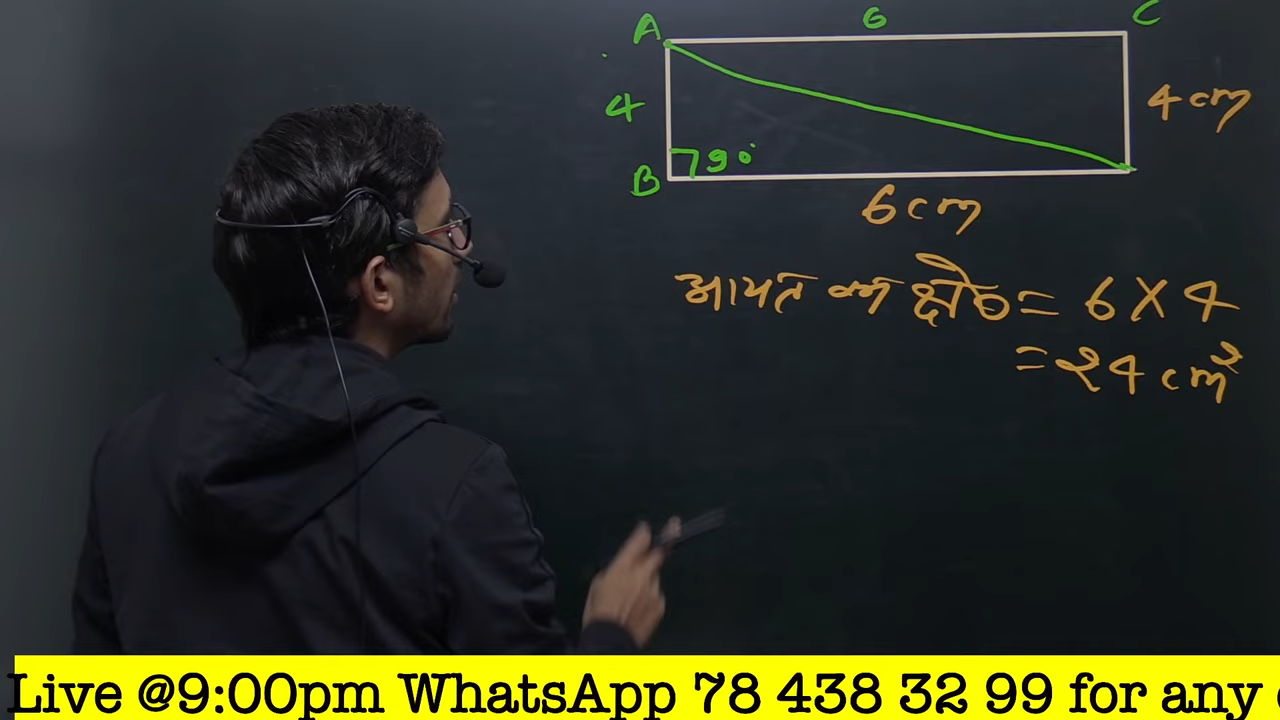 A 6 C
4
4 cm
90°
B
6 cm
आयत का क्षे० = 6 X 4
= 24 cm²
Live @9:00pm WhatsApp 78 438 32 99 for any